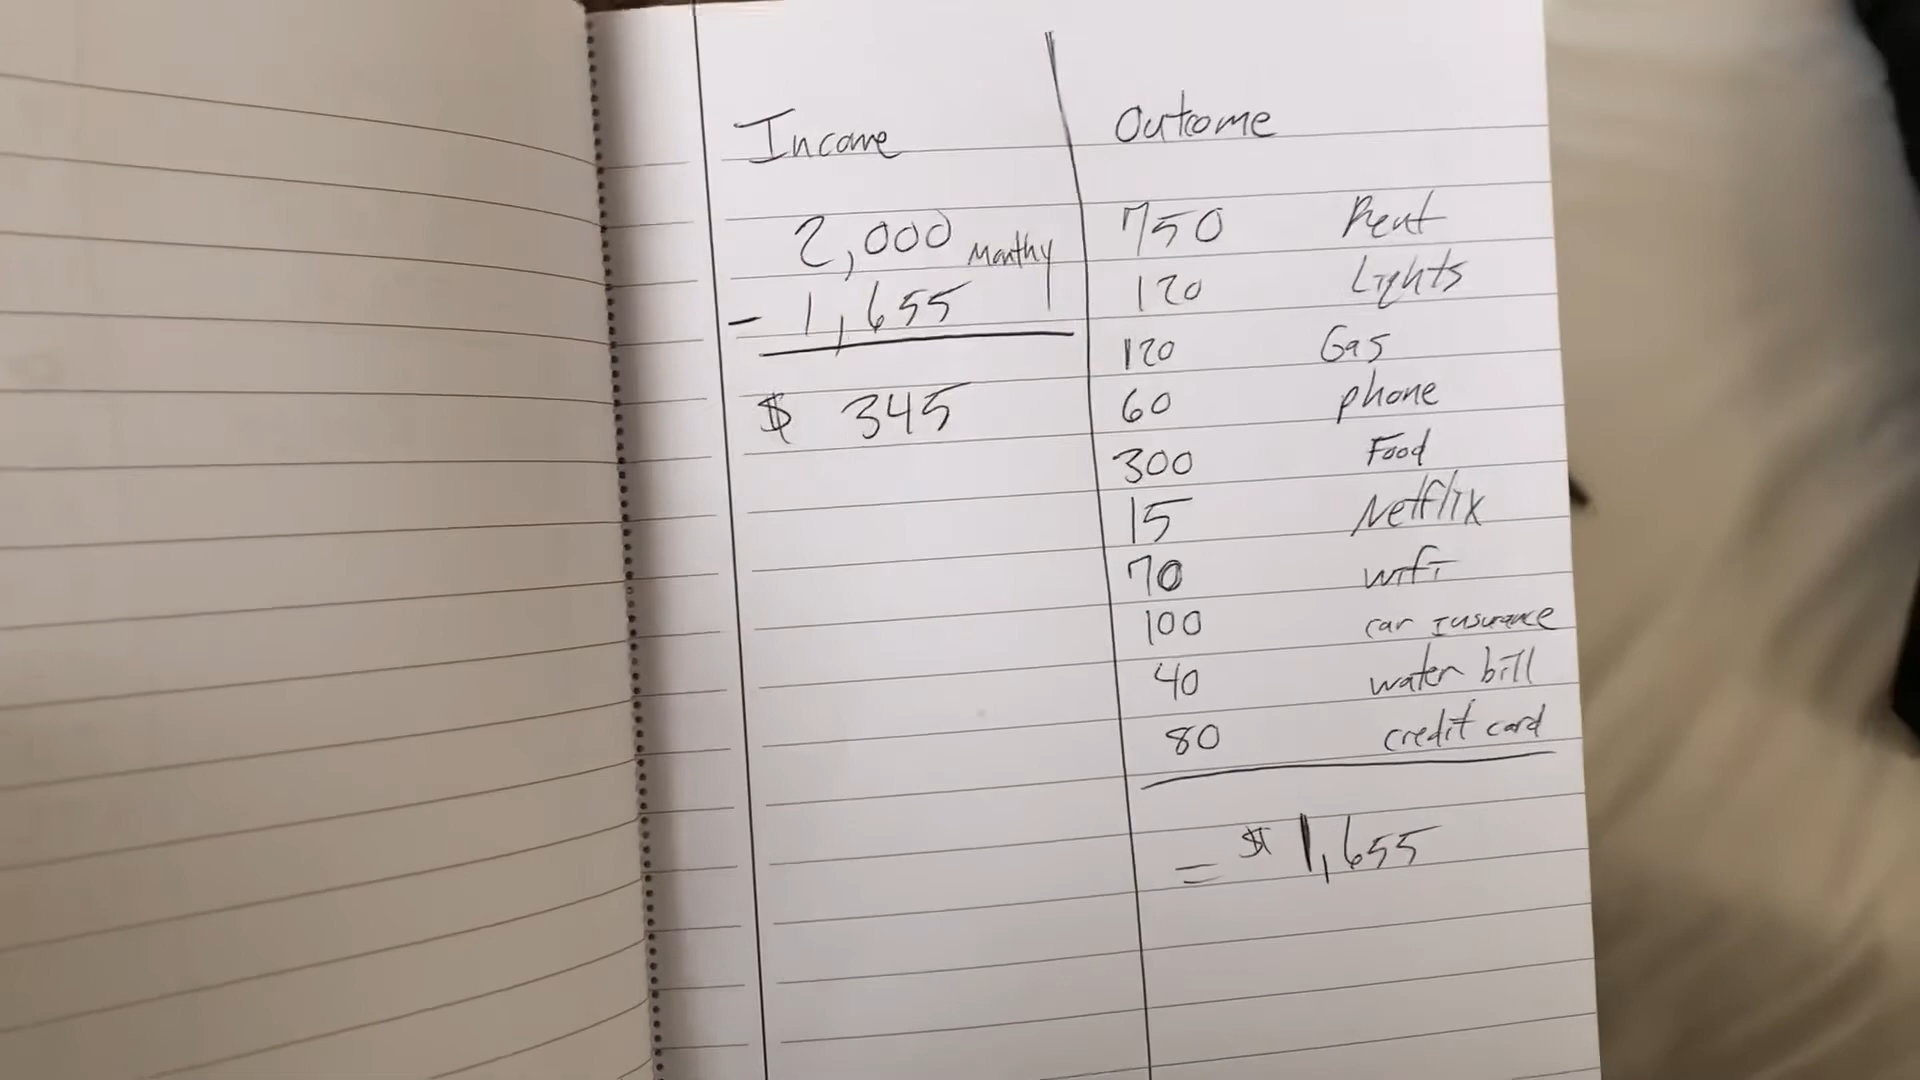 Income
2,000 Monthy
- 1,655
$ 345
Outcome
750 Rent
120 Lights
120 Gas
60 phone
300 Food
15 Netflix
70 wifi
100 car Insurance
40 water bill
80 credit card
= $ 1,655